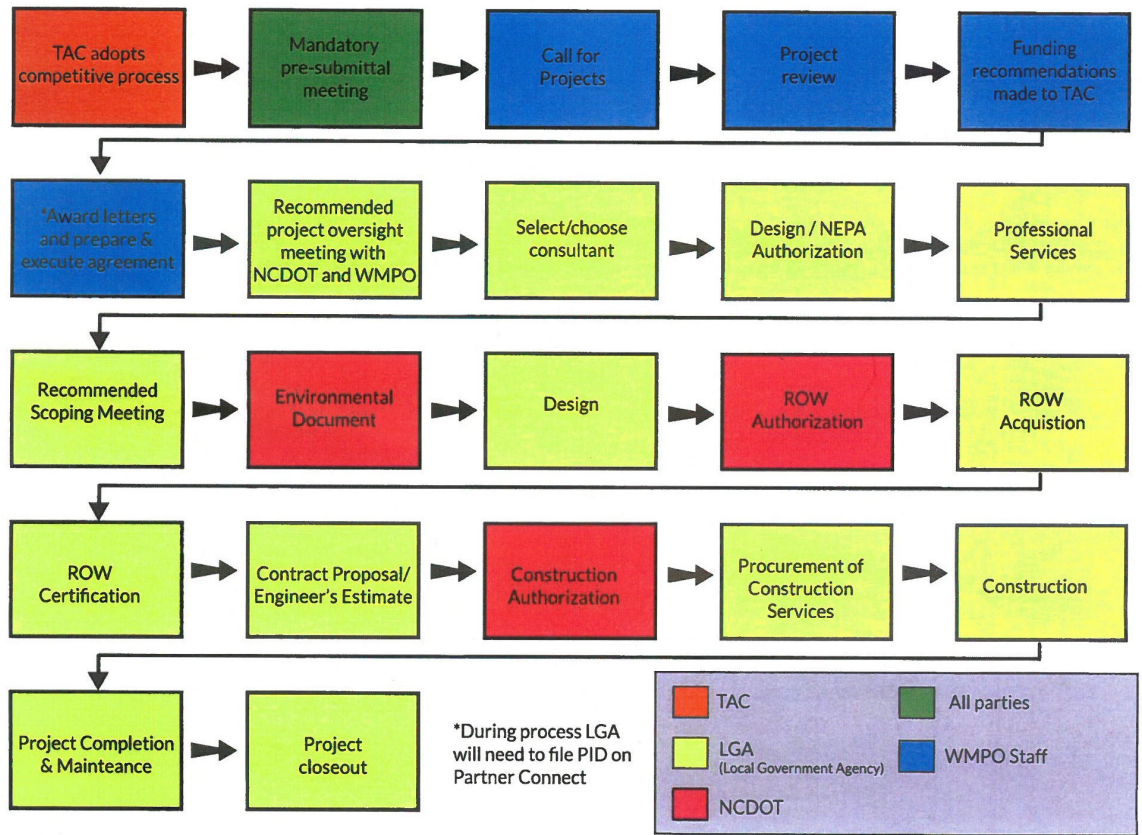 TAC adopts
competitive process
Mandatory
pre-submittal
meeting
Call for
Projects
Project
review
Funding
recommendations
made to TAC
*Award letters
and prepare &
execute agreement
Recommended
project oversight
meeting with
NCDOT and WMPO
Select/choose
consultant
Design / NEPA
Authorization
Professional
Services
Recommended
Scoping Meeting
Environmental
Document
Design
ROW
Authorization
ROW
Acquistion
ROW
Certification
Contract Proposal/
Engineer's Estimate
Construction
Authorization
Procurement of
Construction
Services
Construction
Project Completion
& Mainteance
Project
closeout
*During process LGA
will need to file PID on
Partner Connect
TAC
LGA
(Local Government Agency)
NCDOT
All parties
WMPO Staff